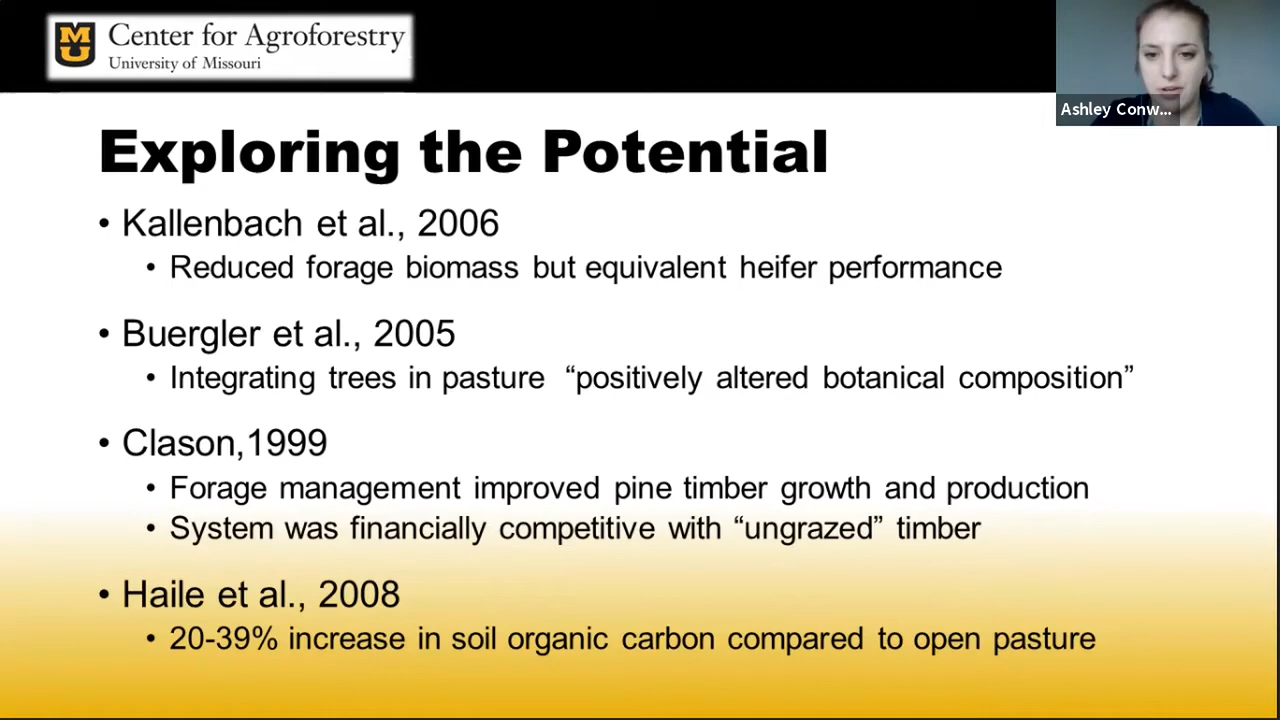 MU
Center for Agroforestry
University of Missouri
Ashley Conw...
Exploring the Potential
• Kallenbach et al., 2006
• Reduced forage biomass but equivalent heifer performance
• Buergler et al., 2005
• Integrating trees in pasture “positively altered botanical composition”
• Clason,1999
• Forage management improved pine timber growth and production
• System was financially competitive with “ungrazed” timber
• Haile et al., 2008
• 20-39% increase in soil organic carbon compared to open pasture